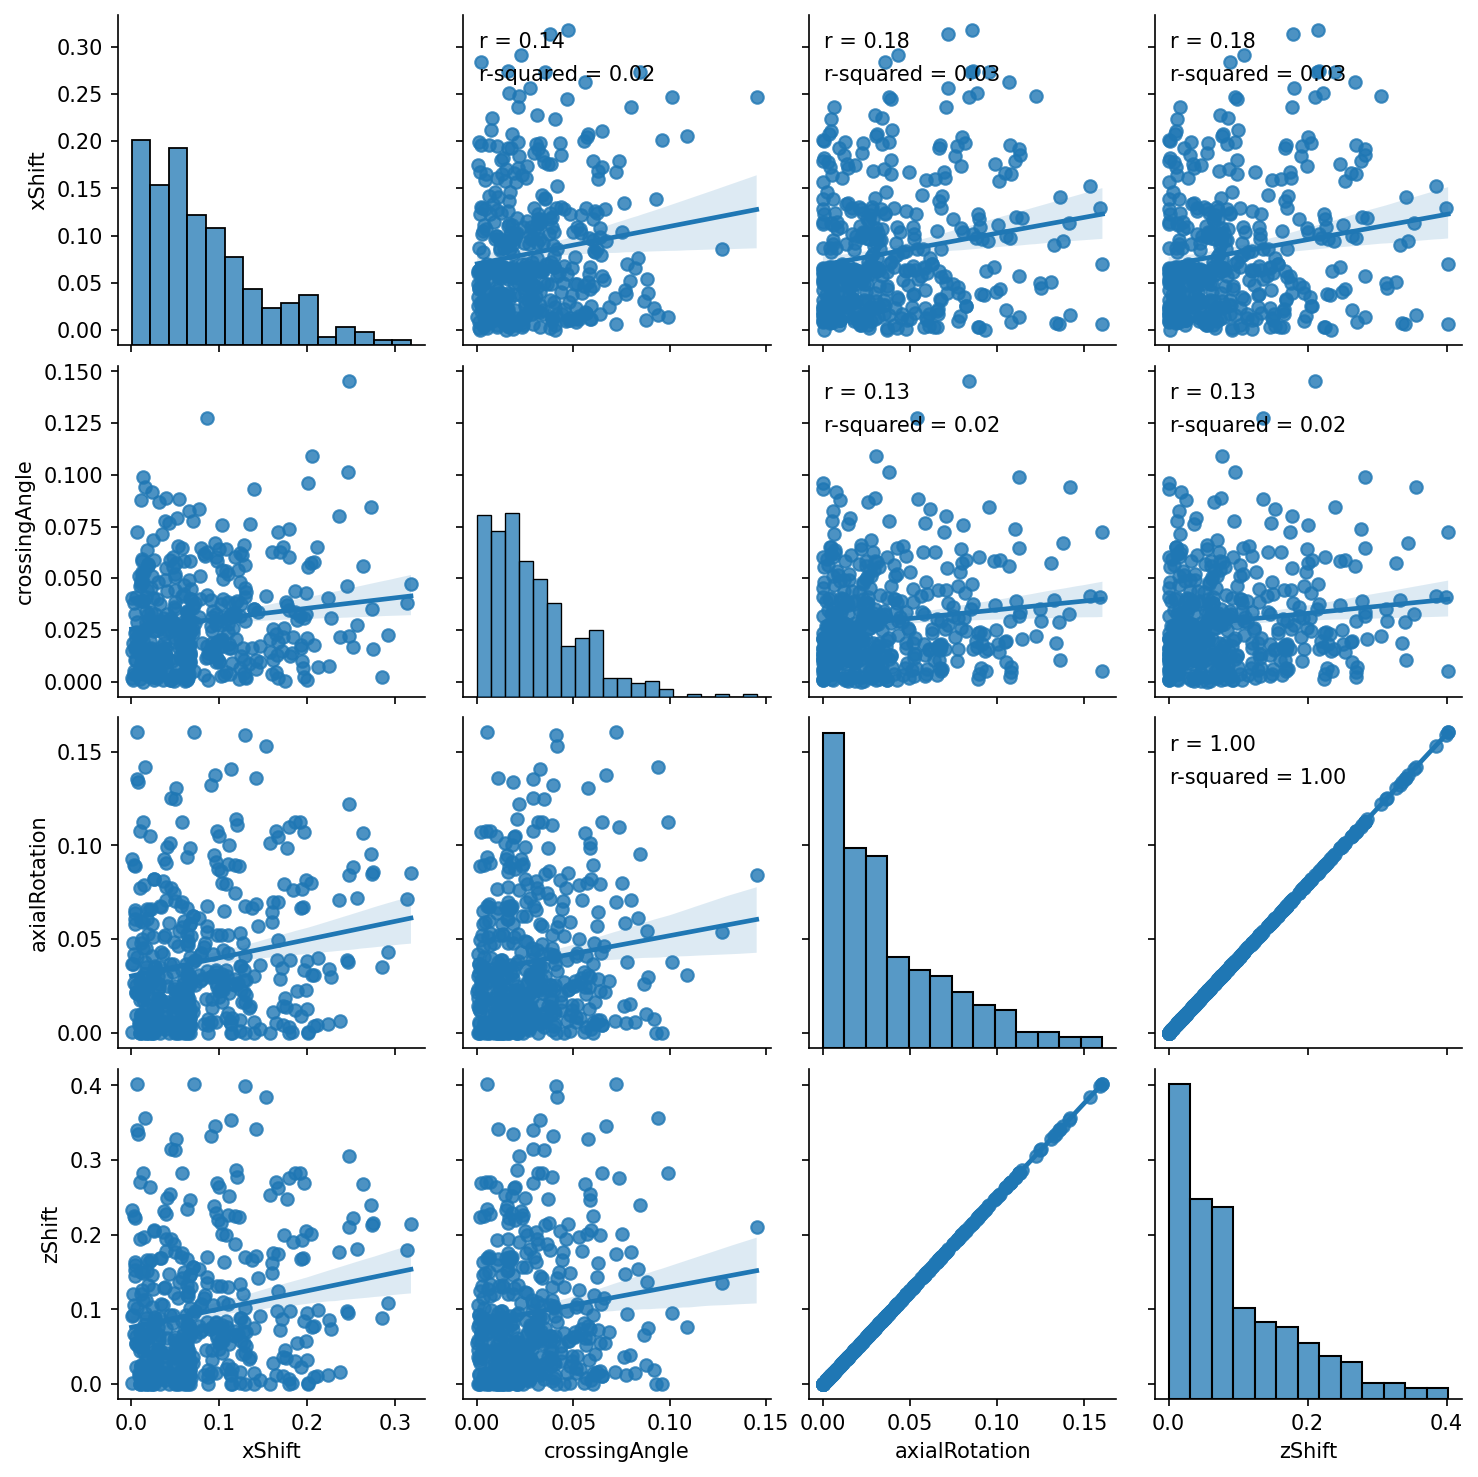 r = 0.14
r-squared = 0.02
r = 0.18
r-squared = 0.03
r = 0.18
r-squared = 0.03
0.30
0.25
0.20
0.15
0.10
0.05
0.00
xShift
r = 0.13
r-squared = 0.02
r = 0.13
r-squared = 0.02
0.150
0.125
0.100
0.075
0.050
0.025
0.000
crossingAngle
r = 1.00
r-squared = 1.00
0.15
0.10
0.05
0.00
axialRotation
0.4
0.3
0.2
0.1
0.0
zShift
0.0 0.1 0.2 0.3
0.00 0.05 0.10 0.15
0.00 0.05 0.10 0.15
0.0 0.2 0.4
xShift
crossingAngle
axialRotation
zShift